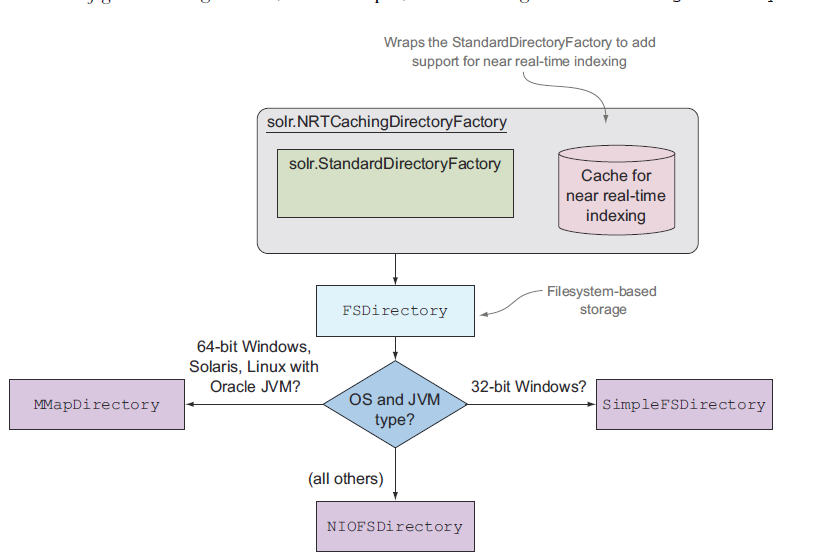 Wraps the StandardDirectoryFactory to add
support for near real-time indexing
solr.NRTCachingDirectoryFactory
solr.StandardDirectoryFactory
Cache for
near real-time
indexing
FSDirectory
Filesystem-based
storage
64-bit Windows,
Solaris, Linux with
Oracle JVM?
MMapDirectory
OS and JVM
type?
32-bit Windows?
SimpleFSDirectory
(all others)
NIOFSDirectory